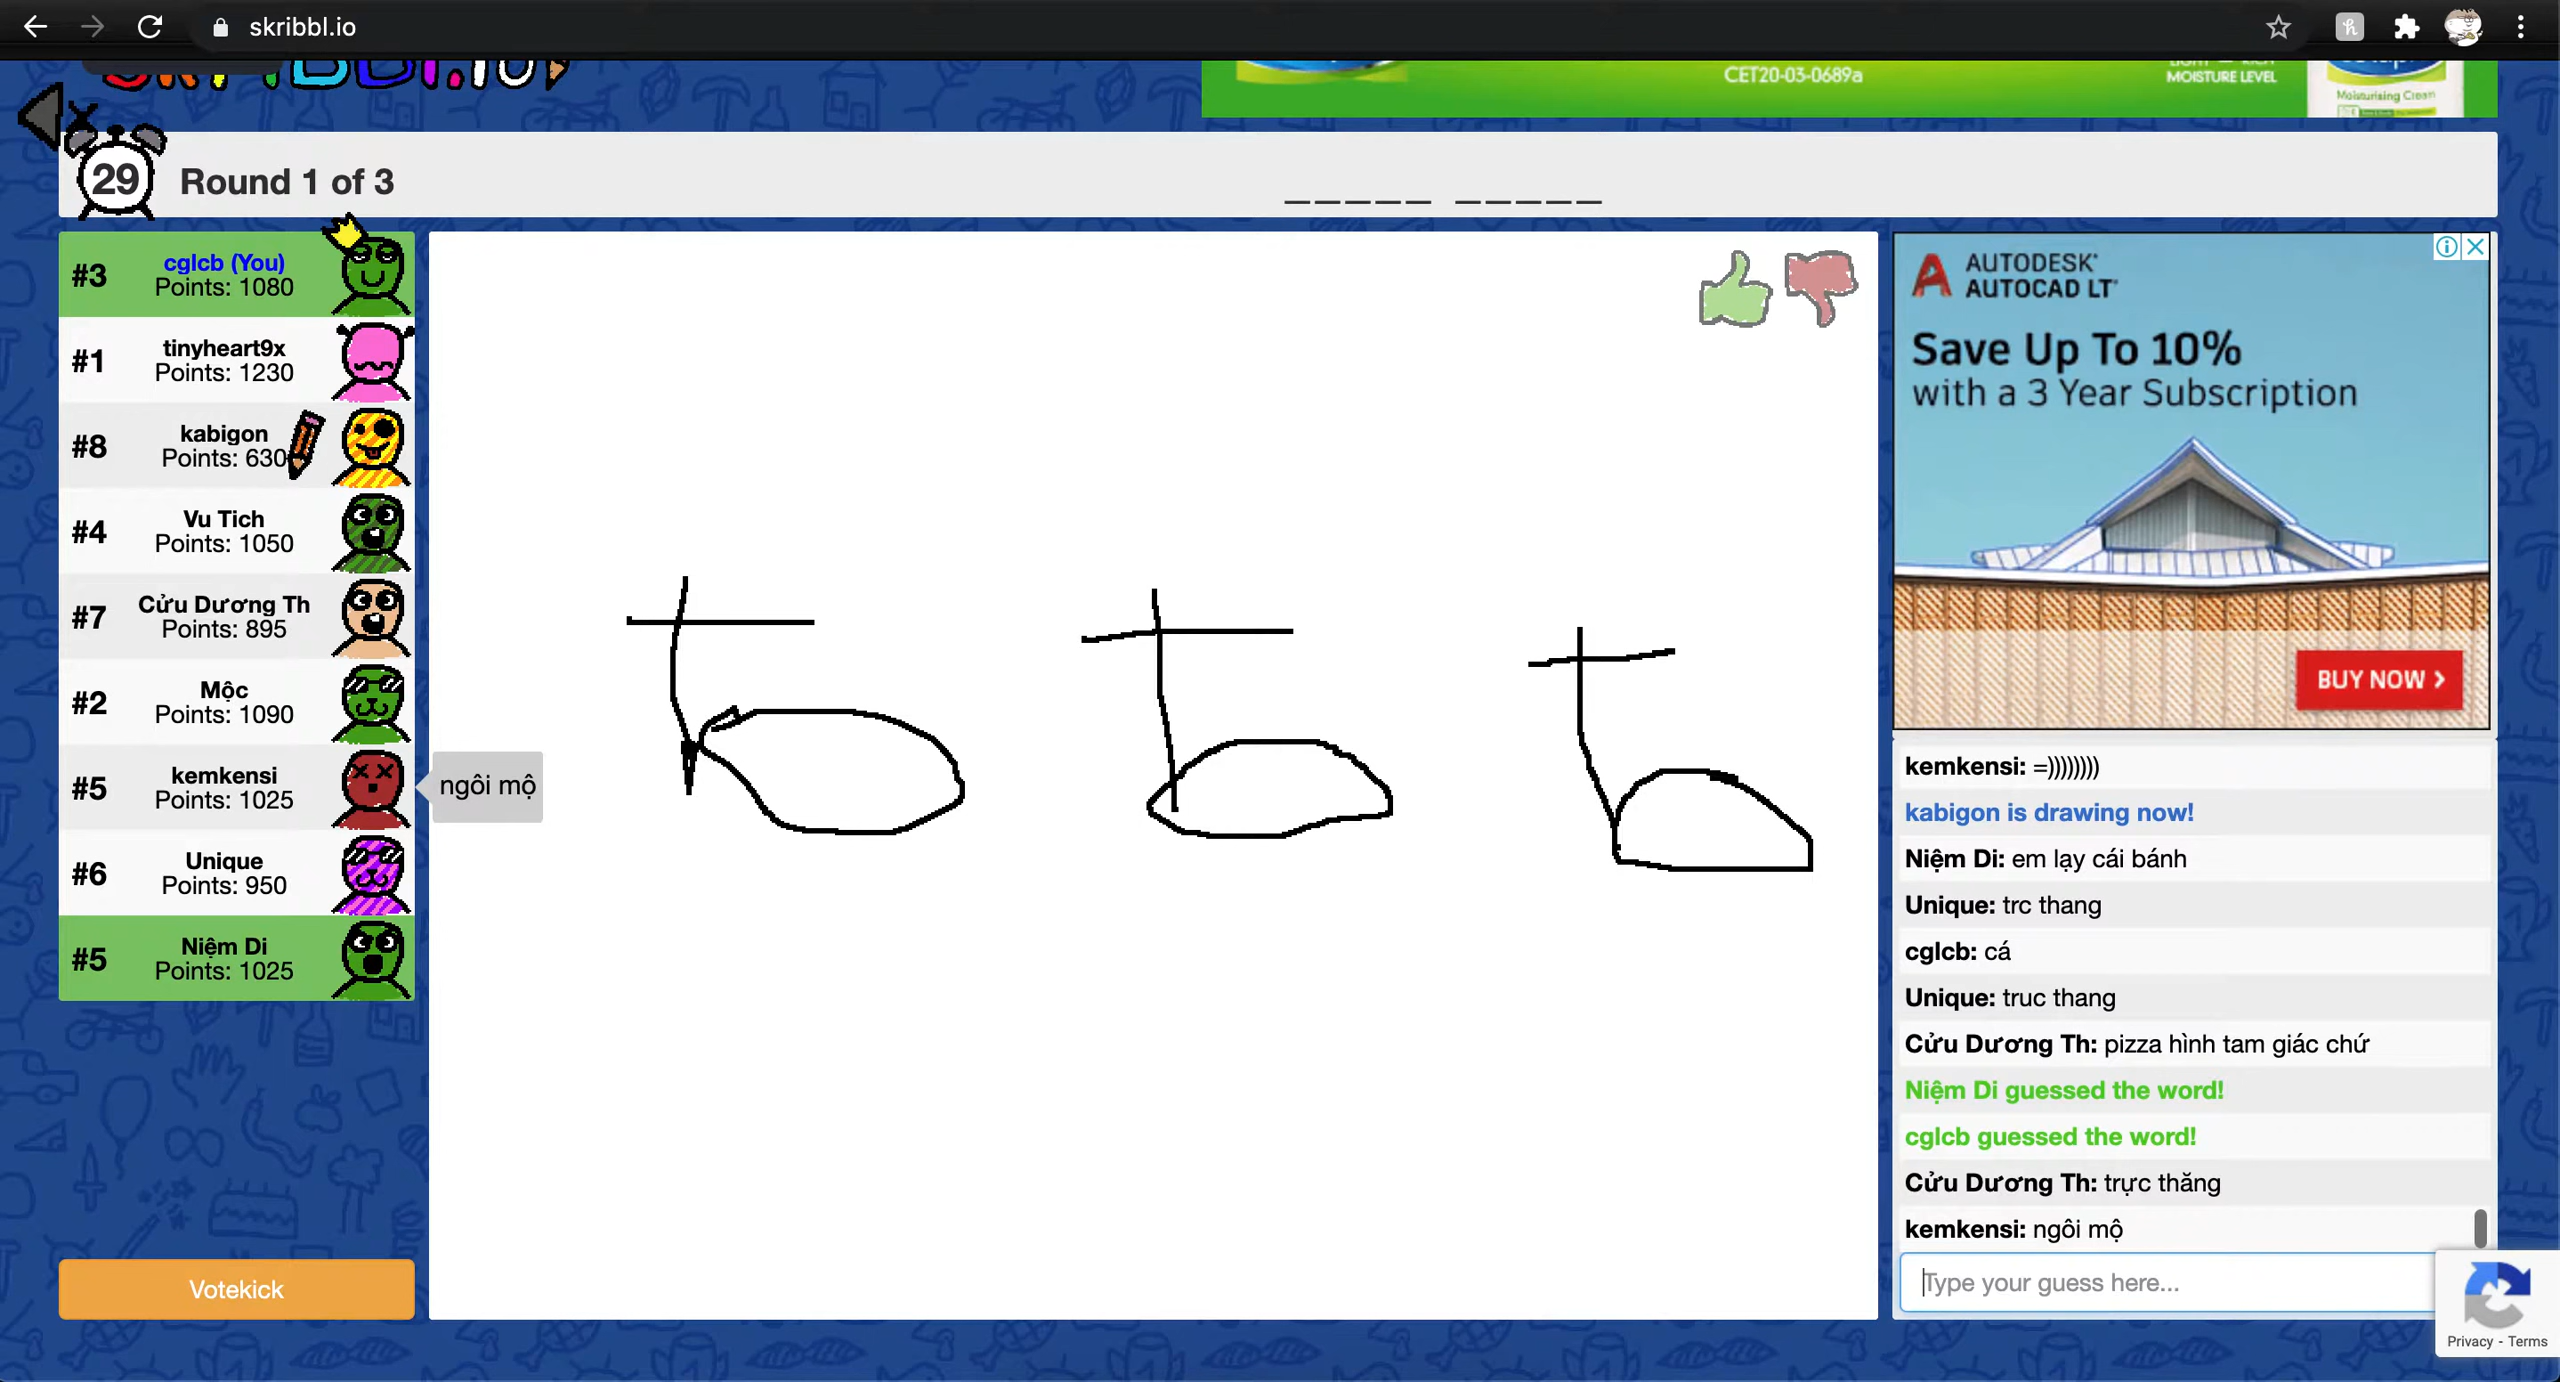 skribbl.io
CET20-03-0689a
MOISTURE LEVEL
Moisturising Cream
29
Round 1 of 3
_____ _____
#3
cglcb (You)
Points: 1080
#1
tinyheart9x
Points: 1230
#8
kabigon
Points: 630
#4
Vu Tich
Points: 1050
#7
Cửu Dương Th
Points: 895
#2
Mộc
Points: 1090
#5
kemkensi
Points: 1025
ngôi mộ
#6
Unique
Points: 950
#5
Niệm Di
Points: 1025
Votekick
AUTODESK®
AUTOCAD LT®
Save Up To 10%
with a 3 Year Subscription
BUY NOW >
kemkensi: =))))))))
kabigon is drawing now!
Niệm Di: em lạy cái bánh
Unique: trc thang
cglcb: cá
Unique: truc thang
Cửu Dương Th: pizza hình tam giác chứ
Niệm Di guessed the word!
cglcb guessed the word!
Cửu Dương Th: trực thăng
kemkensi: ngôi mộ
Type your guess here...
Privacy - Terms